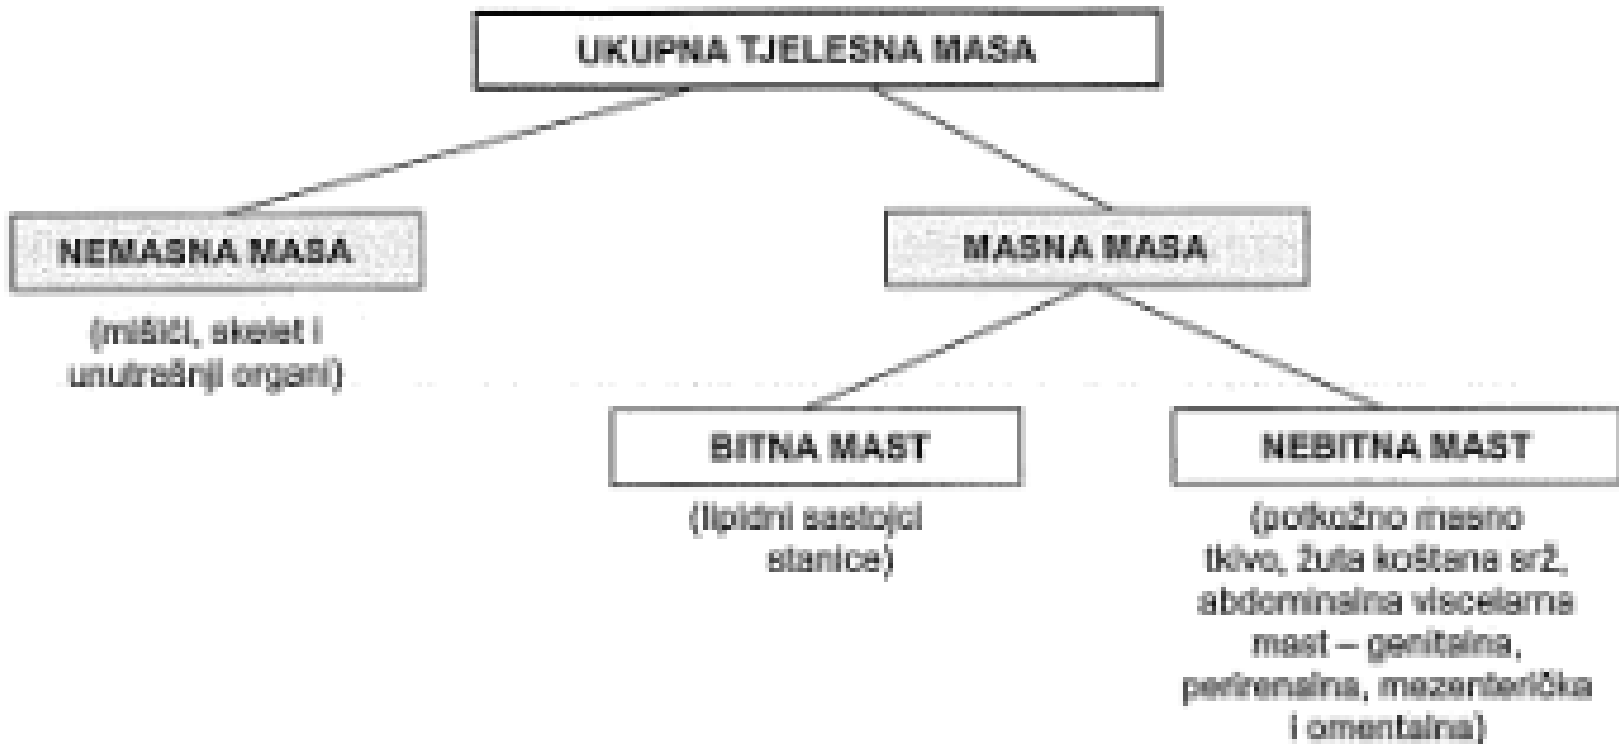 UKUPNA TJELESNA MASA
NEMASNA MASA
MASNA MASA
(mišići, skelet i
unutrašnji organi)
BITNA MAST
NEBITNA MAST
(lipidni sastojci
stanice)
(potkožno masno
tkivo, žuta koštana srž,
abdominalna viscelarna
mast – genitalna,
perirenalna, mezenterička
i omentalna)